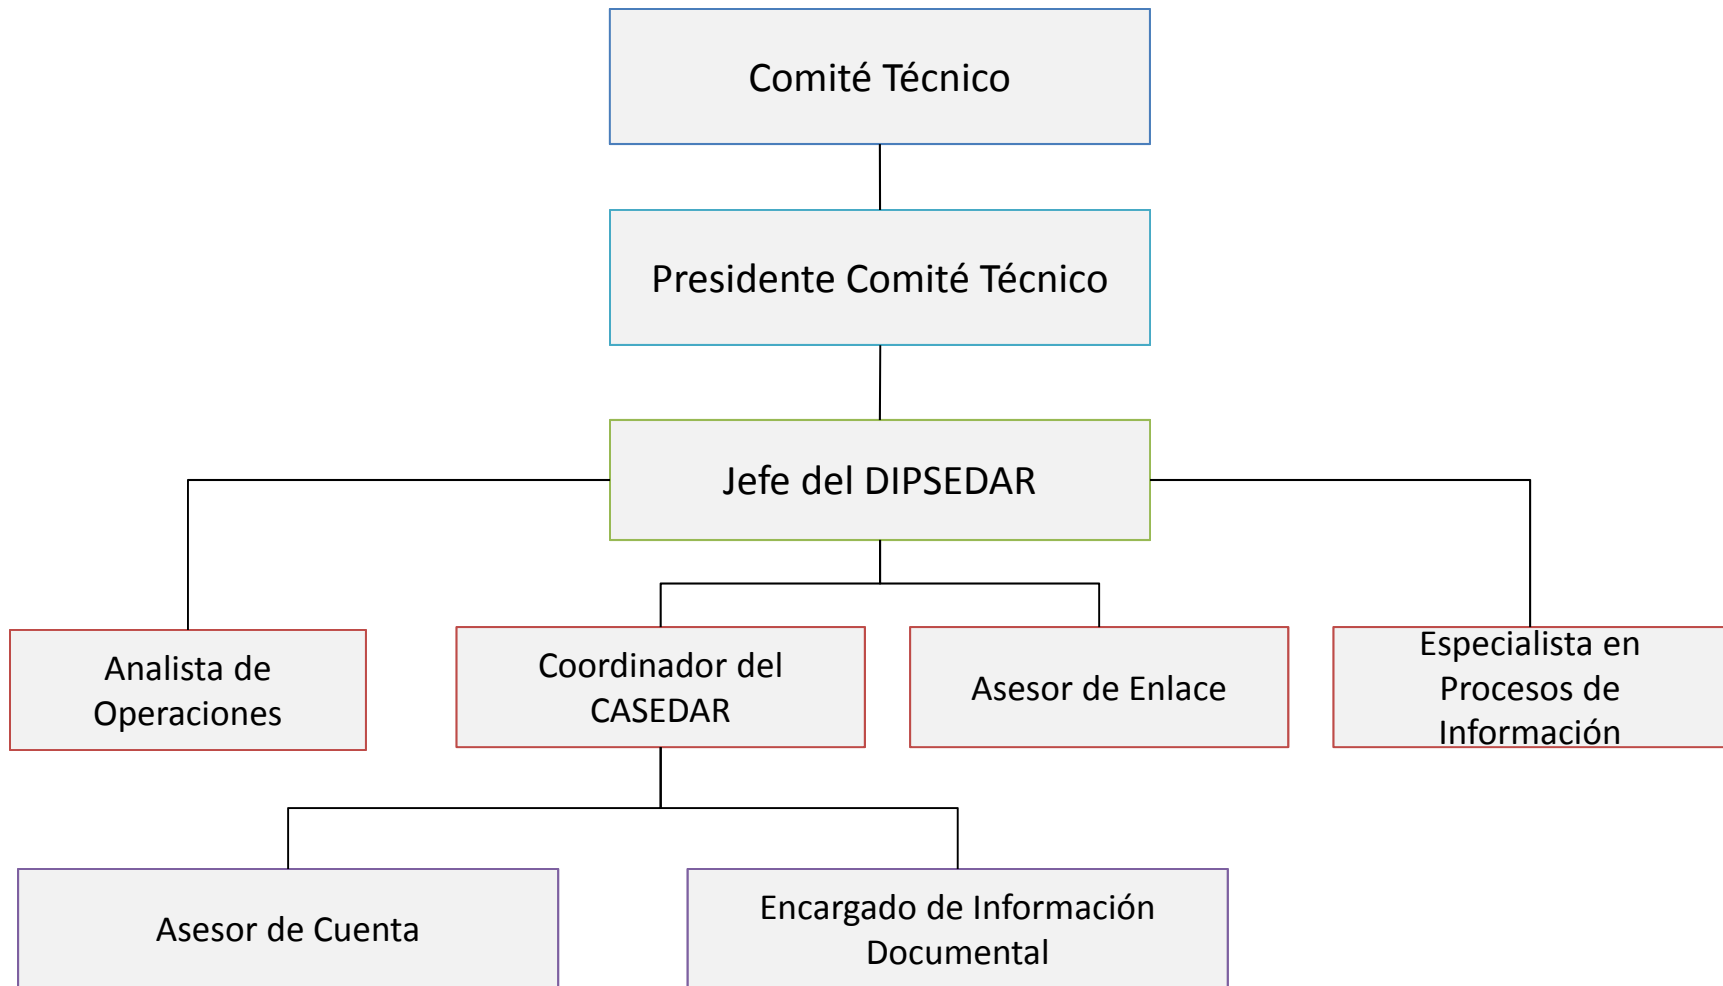 Comité Técnico
Presidente Comité Técnico
Jefe del DIPSEDAR
Analista de
Operaciones
Coordinador del
CASEDAR
Asesor de Enlace
Especialista en
Procesos de
Información
Asesor de Cuenta
Encargado de Información
Documental